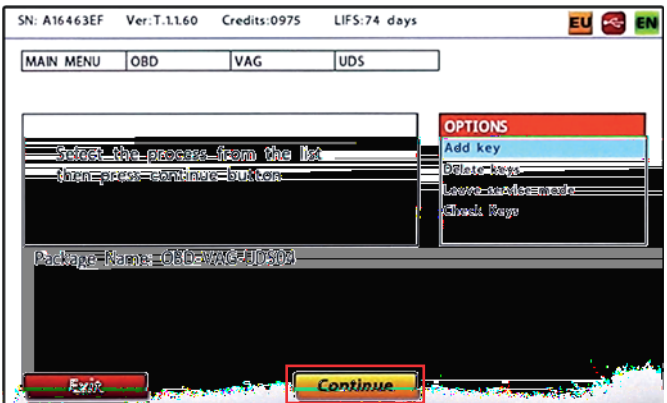 SN: A16463EF Ver:T.1.1.60 Credits:0975 LIFS:74 days EU EN
MAIN MENU OBD VAG UDS
OPTIONS
Add key
Select the process from the list
then press continue button
Delete keys
Leave service mode
Check Keys
Package Name: OBD-VAG-UDS04
Exit Continue